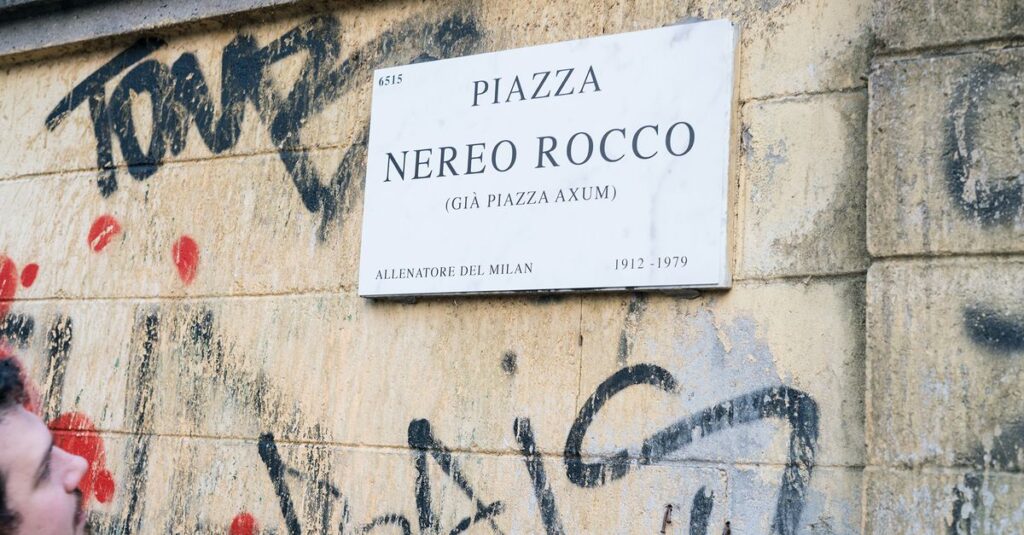 6515
PIAZZA
NEREO ROCCO
(GIÀ PIAZZA AXUM)
ALLENATORE DEL MILAN 1912 -1979